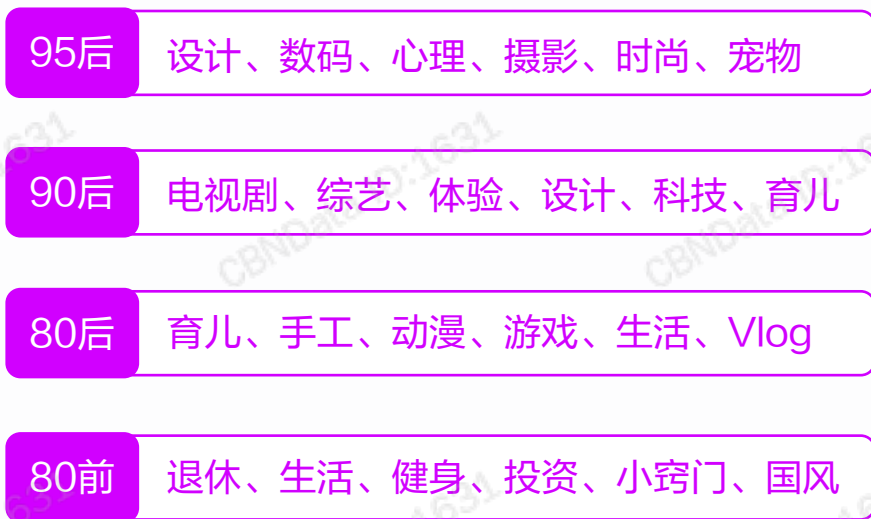 95后 设计、数码、心理、摄影、时尚、宠物
90后 电视剧、综艺、体验、设计、科技、育儿
80后 育儿、手工、动漫、游戏、生活、Vlog
80前 退休、生活、健身、投资、小窍门、国风